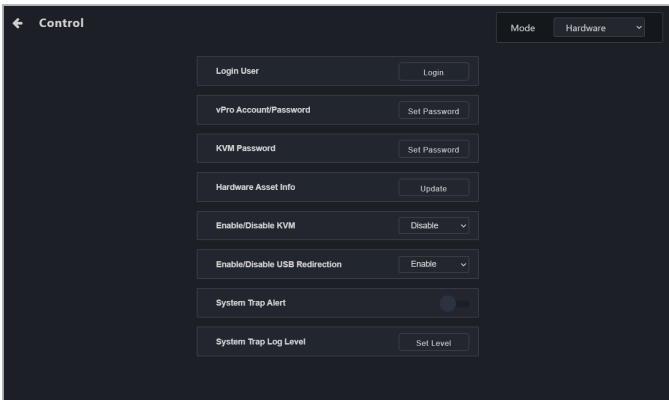 Control
Mode Hardware
Login User Login
vPro Account/Password Set Password
KVM Password Set Password
Hardware Asset Info Update
Enable/Disable KVM Disable
Enable/Disable USB Redirection Enable
System Trap Alert
System Trap Log Level Set Level